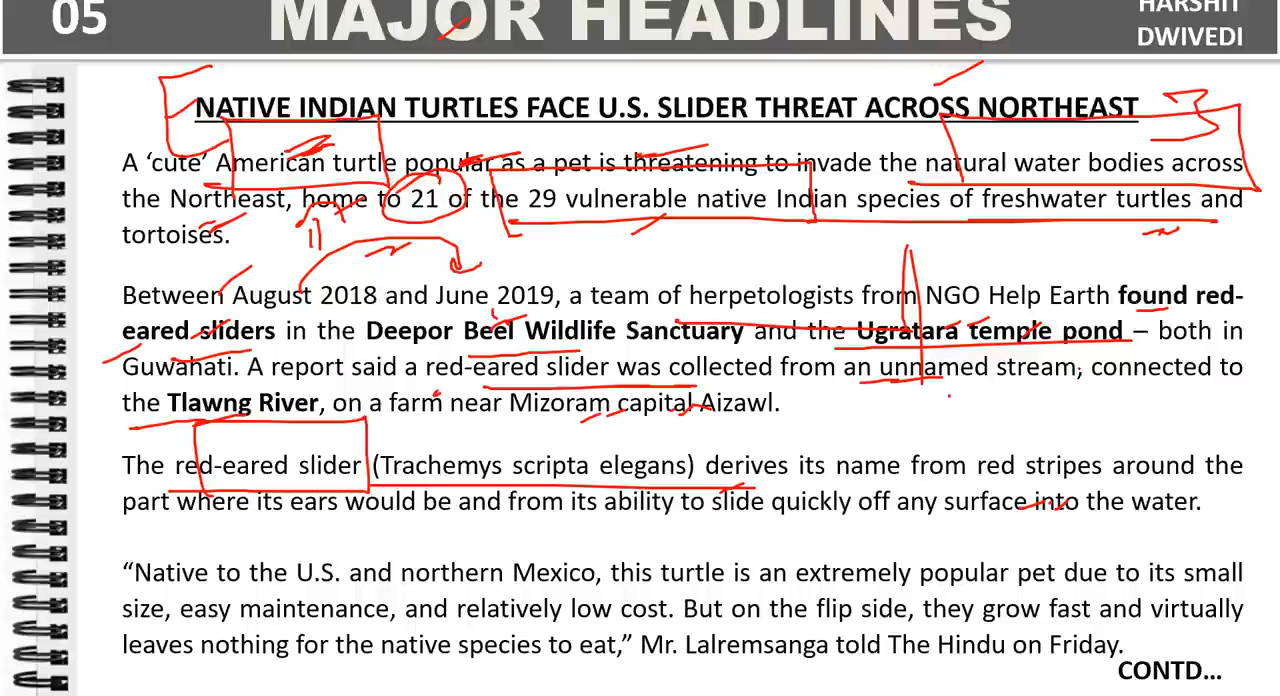 05
MAJOR HEADLINES
HARSHIT
DWIVEDI
NATIVE INDIAN TURTLES FACE U.S. SLIDER THREAT ACROSS NORTHEAST
A ‘cute’ American turtle popular as a pet is threatening to invade the natural water bodies across
the Northeast, home to 21 of the 29 vulnerable native Indian species of freshwater turtles and
tortoises.
Between August 2018 and June 2019, a team of herpetologists from NGO Help Earth found red-
eared sliders in the Deepor Beel Wildlife Sanctuary and the Ugratara temple pond – both in
Guwahati. A report said a red-eared slider was collected from an unnamed stream, connected to
the Tlawng River, on a farm near Mizoram capital Aizawl.
The red-eared slider (Trachemys scripta elegans) derives its name from red stripes around the
part where its ears would be and from its ability to slide quickly off any surface into the water.
“Native to the U.S. and northern Mexico, this turtle is an extremely popular pet due to its small
size, easy maintenance, and relatively low cost. But on the flip side, they grow fast and virtually
leaves nothing for the native species to eat,” Mr. Lalremsanga told The Hindu on Friday.
CONTD...